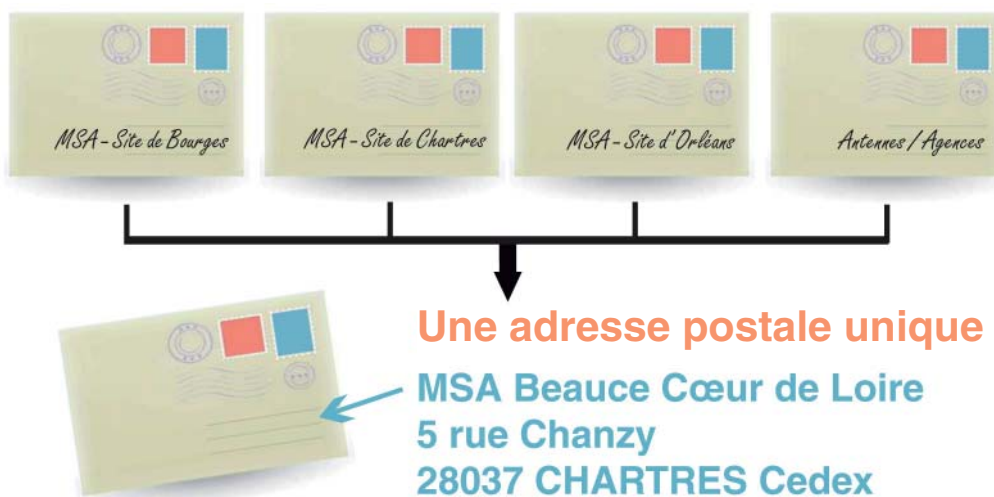 MSA - Site de Bourges
MSA - Site de Chartres
MSA - Site d'Orléans
Antennes / Agences
Une adresse postale unique
MSA Beauce Cœur de Loire
5 rue Chanzy
28037 CHARTRES Cedex